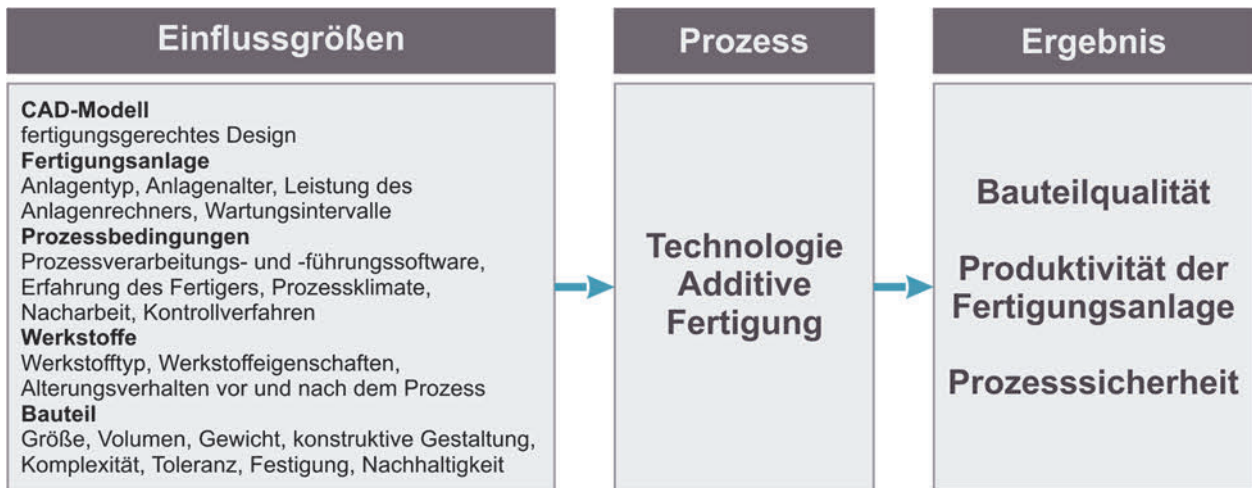 Einflussgrößen
CAD-Modell
fertigungsgerechtes Design
Fertigungsanlage
Anlagentyp, Anlagenalter, Leistung des
Anlagenrechners, Wartungsintervalle
Prozessbedingungen
Prozessverarbeitungs- und -führungssoftware,
Erfahrung des Fertigers, Prozessklimate,
Nacharbeit, Kontrollverfahren
Werkstoffe
Werkstofftyp, Werkstoffeigenschaften,
Alterungsverhalten vor und nach dem Prozess
Bauteil
Größe, Volumen, Gewicht, konstruktive Gestaltung,
Komplexität, Toleranz, Festigung, Nachhaltigkeit
Prozess
Technologie
Additive
Fertigung
Ergebnis
Bauteilqualität
Produktivität der
Fertigungsanlage
Prozesssicherheit